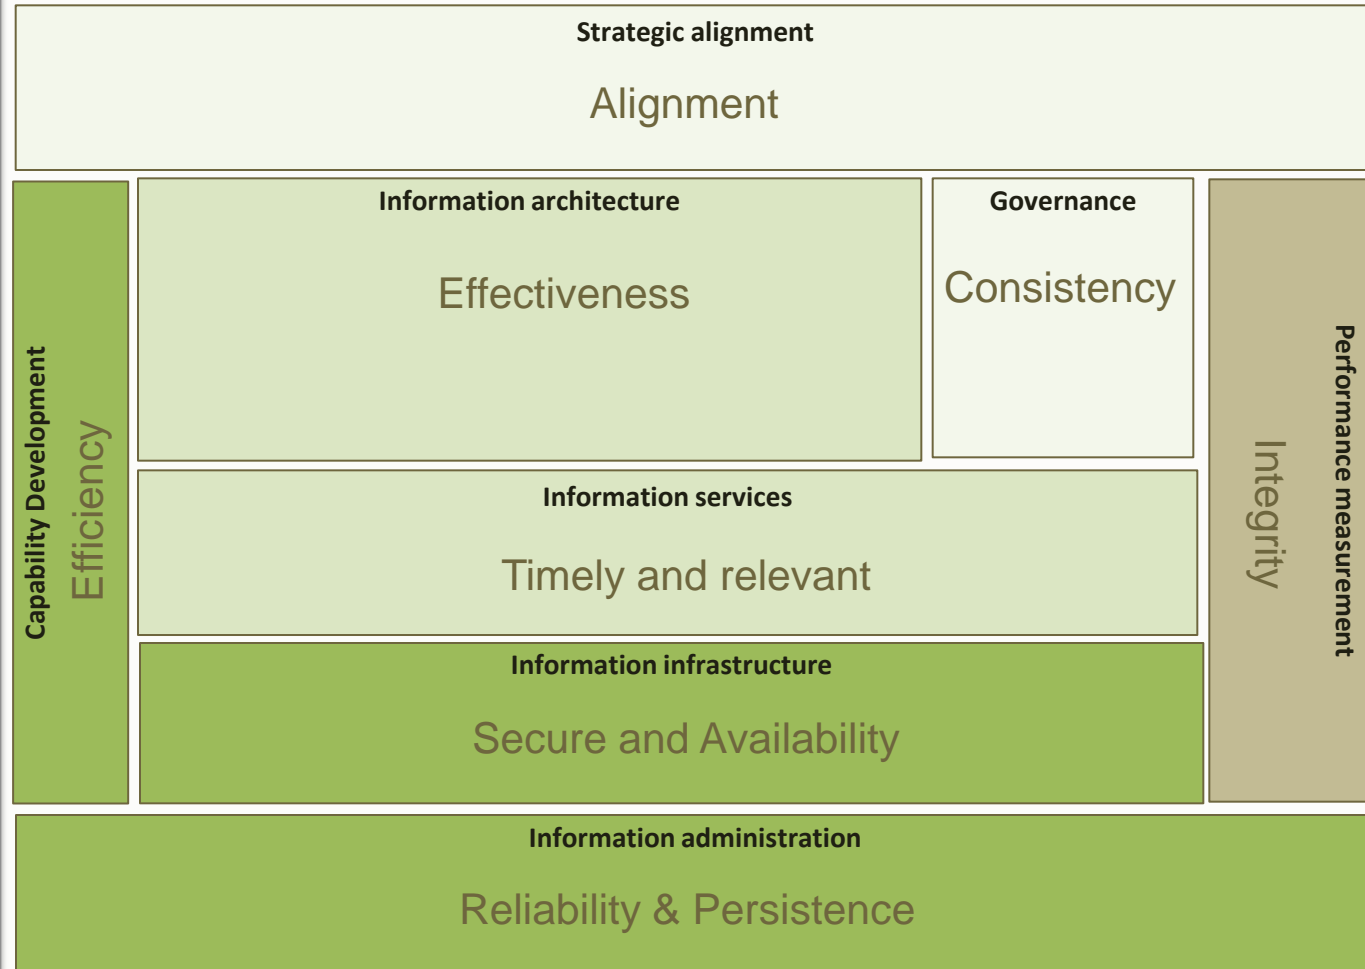 Strategic alignment
Alignment
Information architecture
Effectiveness
Governance
Consistency
Capability Development
Efficiency
Performance measurement
Integrity
Information services
Timely and relevant
Information infrastructure
Secure and Availability
Information administration
Reliability & Persistence